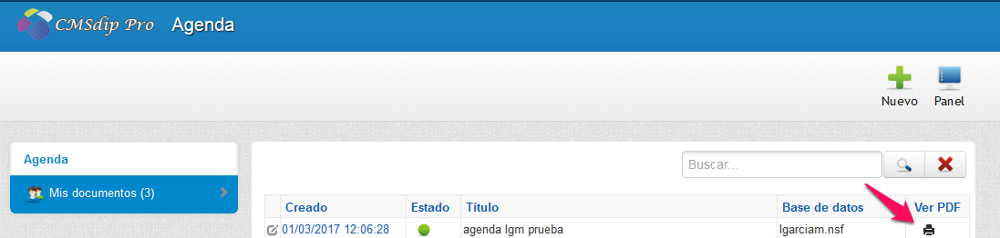 CMSdip Pro Agenda
Nuevo Panel
Agenda
Buscar...
Mis documentos (3)
Creado Estado Título Base de datos Ver PDF
01/03/2017 12:06:28 agenda lgm prueba lgarciam.nsf